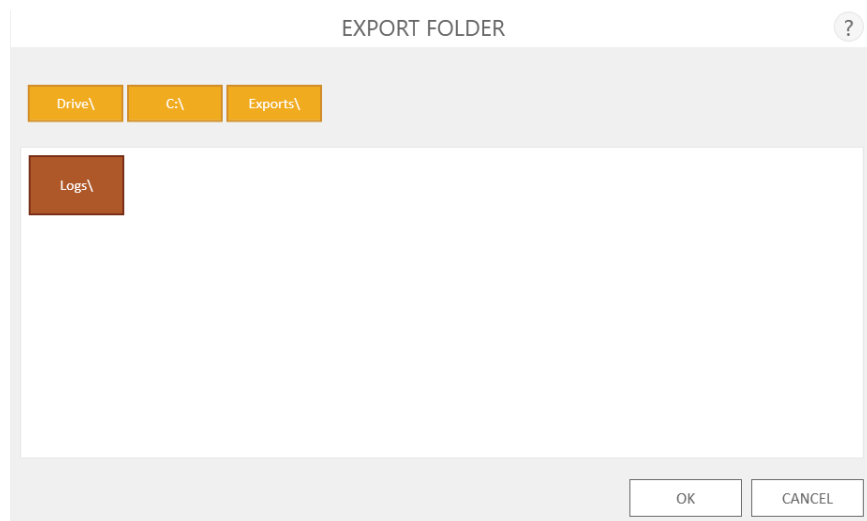 EXPORT FOLDER
?
Drive\ C:\ Exports\
Logs\
OK CANCEL